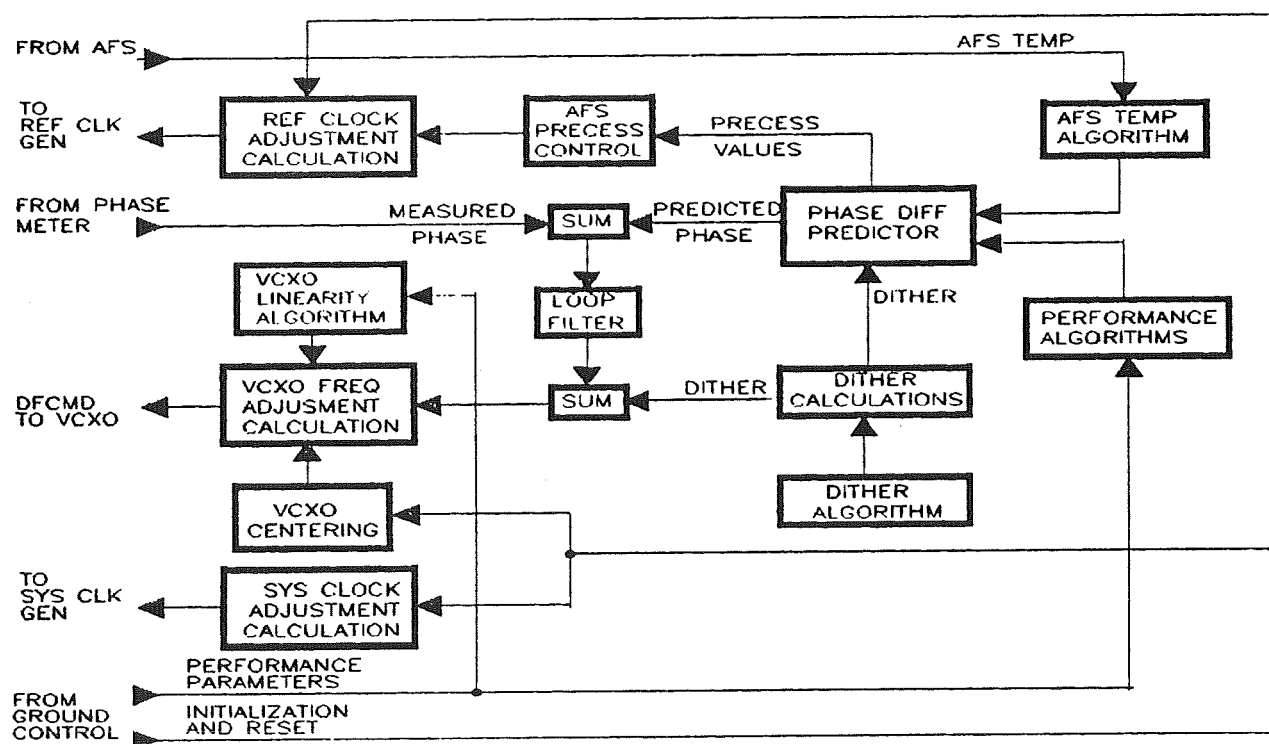 FROM AFS
AFS TEMP
TO
REF CLK
GEN
REF CLOCK
ADJUSTMENT
CALCULATION
AFS
PRECESS
CONTROL
PRECESS
VALUES
AFS TEMP
ALGORITHM
FROM PHASE
METER
MEASURED
PHASE
SUM
PREDICTED
PHASE
PHASE DIFF
PREDICTOR
VCXO
LINEARITY
ALGORITHM
LOOP
FILTER
DITHER
PERFORMANCE
ALGORITHMS
DFCMD
TO VCXO
VCXO FREQ
ADJUSMENT
CALCULATION
SUM
DITHER
DITHER
CALCULATIONS
VCXO
CENTERING
DITHER
ALGORITHM
TO
SYS CLK
GEN
SYS CLOCK
ADJUSTMENT
CALCULATION
FROM
GROUND
CONTROL
PERFORMANCE
PARAMETERS
INITIALIZATION
AND RESET